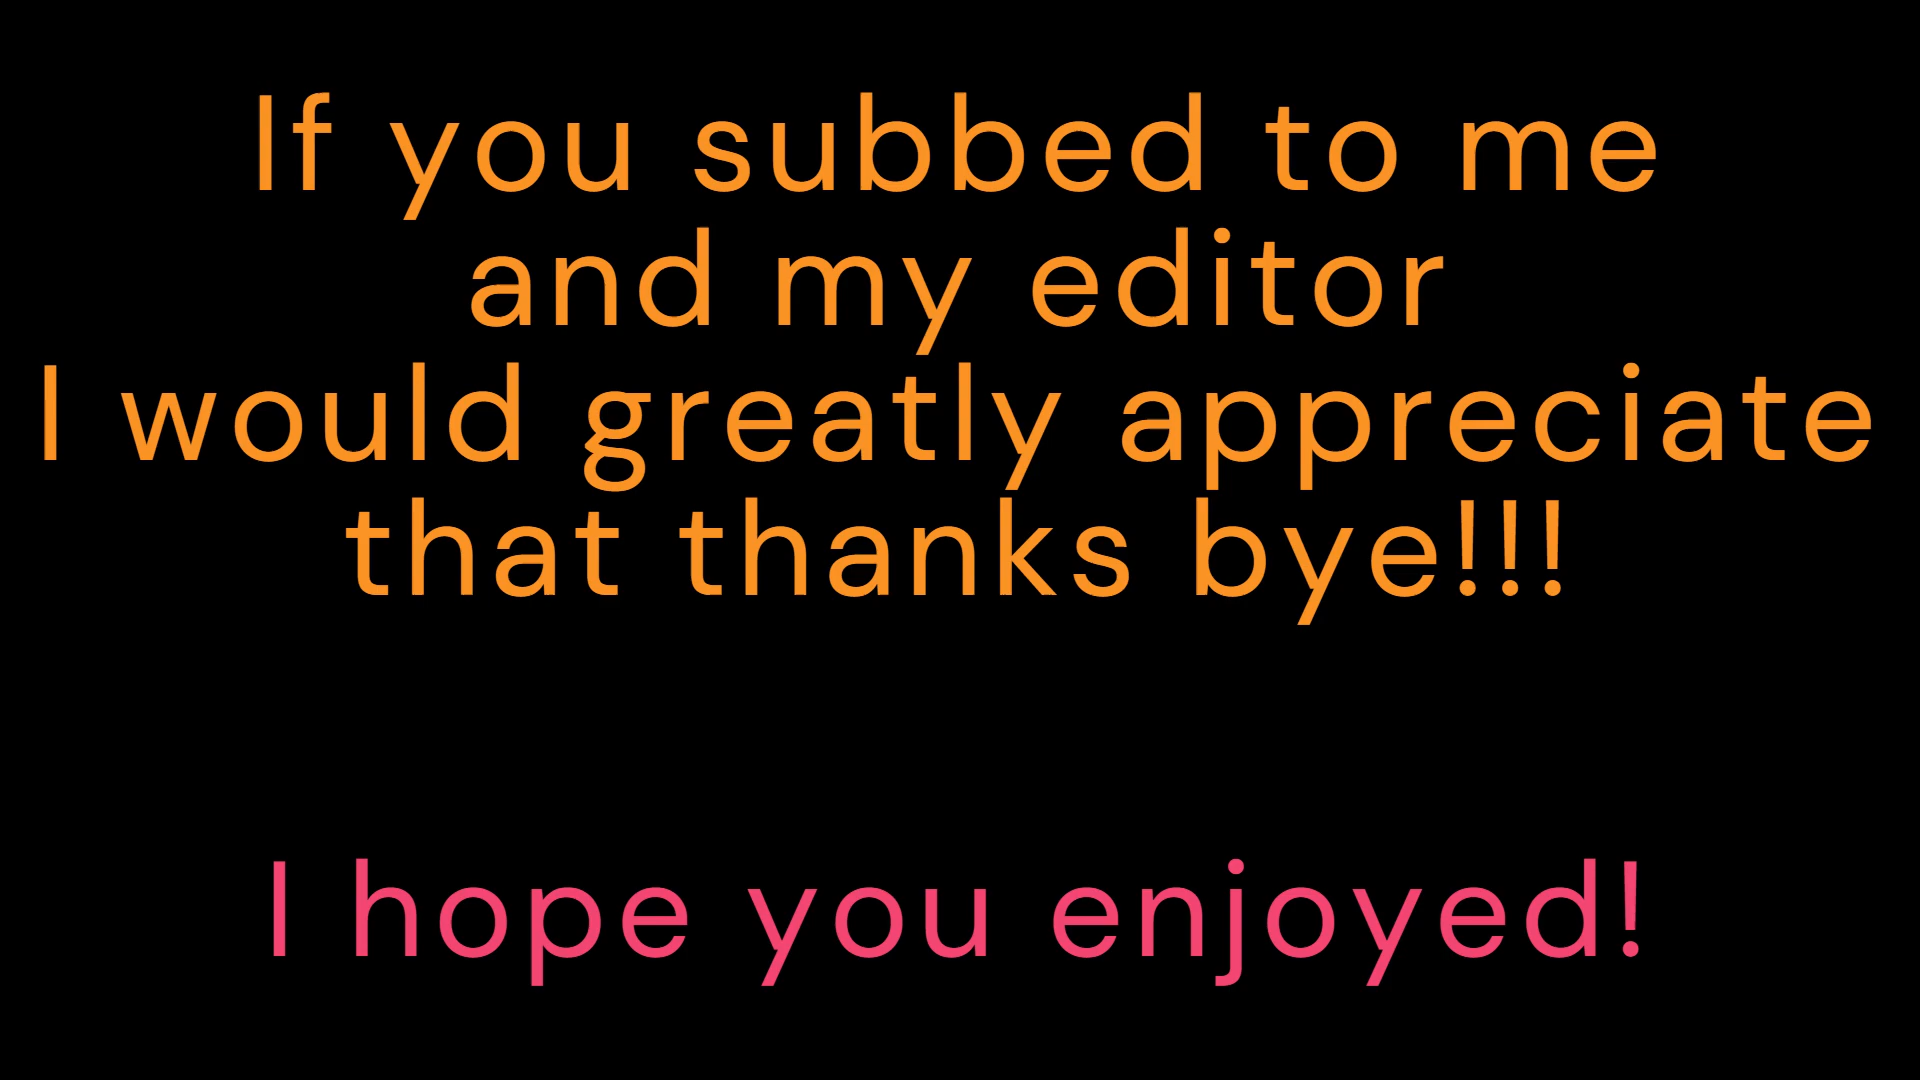 If you subbed to me
and my editor
I would greatly appreciate
that thanks bye!!!
I hope you enjoyed!